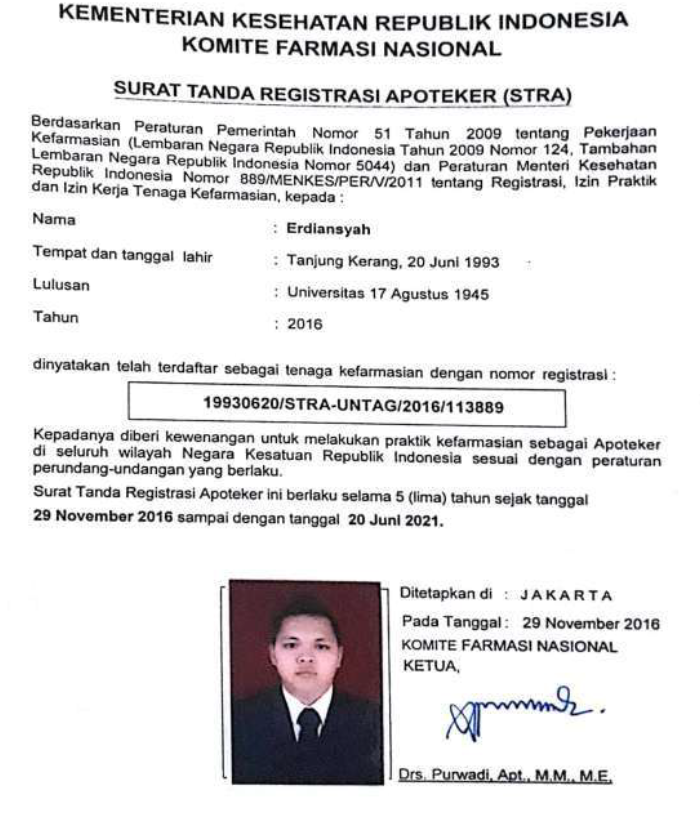 KEMENTERIAN KESEHATAN REPUBLIK INDONESIA
KOMITE FARMASI NASIONAL
SURAT TANDA REGISTRASI APOTEKER (STRA)
Berdasarkan Peraturan Pemerintah Nomor 51 Tahun 2009 tentang Pekerjaan
Kefarmasian (Lembaran Negara Republik Indonesia Tahun 2009 Nomor 124, Tambahan
Lembaran Negara Republik Indonesia Nomor 5044) dan Peraturan Menteri Kesehatan
Republik Indonesia Nomor 889/MENKES/PER/V/2011 tentang Registrasi, Izin Praktik
dan Izin Kerja Tenaga Kefarmasian, kepada :
Nama : Erdiansyah
Tempat dan tanggal lahir : Tanjung Kerang, 20 Juni 1993
Lulusan : Universitas 17 Agustus 1945
Tahun : 2016
dinyatakan telah terdaftar sebagai tenaga kefarmasian dengan nomor registrasi :
19930620/STRA-UNTAG/2016/113889
Kepadanya diberi kewenangan untuk melakukan praktik kefarmasian sebagai Apoteker
di seluruh wilayah Negara Kesatuan Republik Indonesia sesuai dengan peraturan
perundang-undangan yang berlaku.
Surat Tanda Registrasi Apoteker ini berlaku selama 5 (lima) tahun sejak tanggal
29 November 2016 sampai dengan tanggal 20 Juni 2021.
Ditetapkan di : JAKARTA
Pada Tanggal : 29 November 2016
KOMITE FARMASI NASIONAL
KETUA,
Drs. Purwadi, Apt., M.M., M.E.